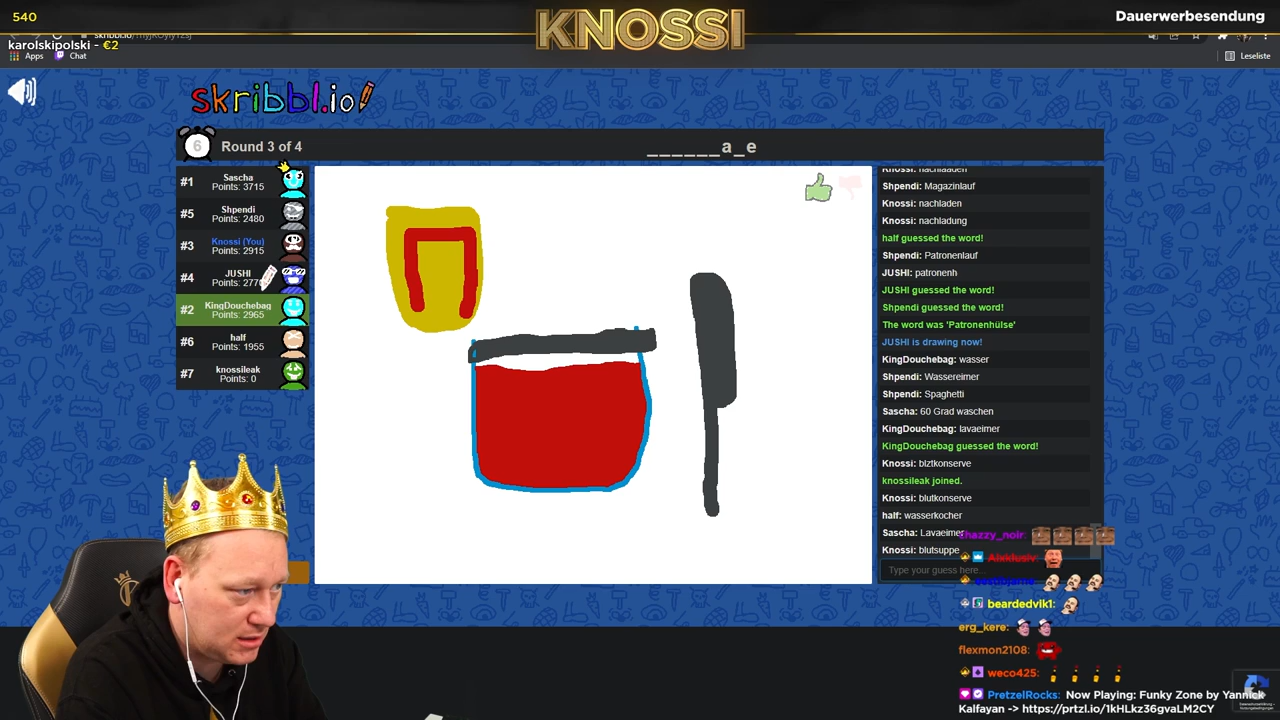 540
KNOSSI
Dauerwerbesendung
karolskipolski - €2
Apps
Chat
Leseliste
skribbl.io
6
Round 3 of 4
______a_e
#1 Sascha
Points: 3715
#5 Shpendi
Points: 2480
#3 Knossi (You)
Points: 2915
#4 JUSHI
#2 KingDouchebag
Points: 2965
#6 half
Points: 1955
#7 knossileak
Points: 0
Shpendi: Magazinlauf
Knossi: nachladen
Knossi: nachladung
half guessed the word!
Shpendi: Patronenlauf
JUSHI: patronenh
JUSHI guessed the word!
Shpendi guessed the word!
The word was 'Patronenhülse'
JUSHI is drawing now!
KingDouchebag: wasser
Shpendi: Wassereimer
Shpendi: Spaghetti
Sascha: 60 Grad waschen
KingDouchebag: lavaeimer
KingDouchebag guessed the word!
Knossi: blztkonserve
knossileak joined.
Knossi: blutkonserve
half: wasserkocher
Sascha: Lavaeimer
Knossi: blutsuppe
Type your guess here...
beardedvik1:
erg_kere:
flexmon2108:
weco425:
PretzelRocks: Now Playing: Funky Zone by Yannick
Kalfayan -> https://prtzl.io/1kHLkz36gvaLM2CY